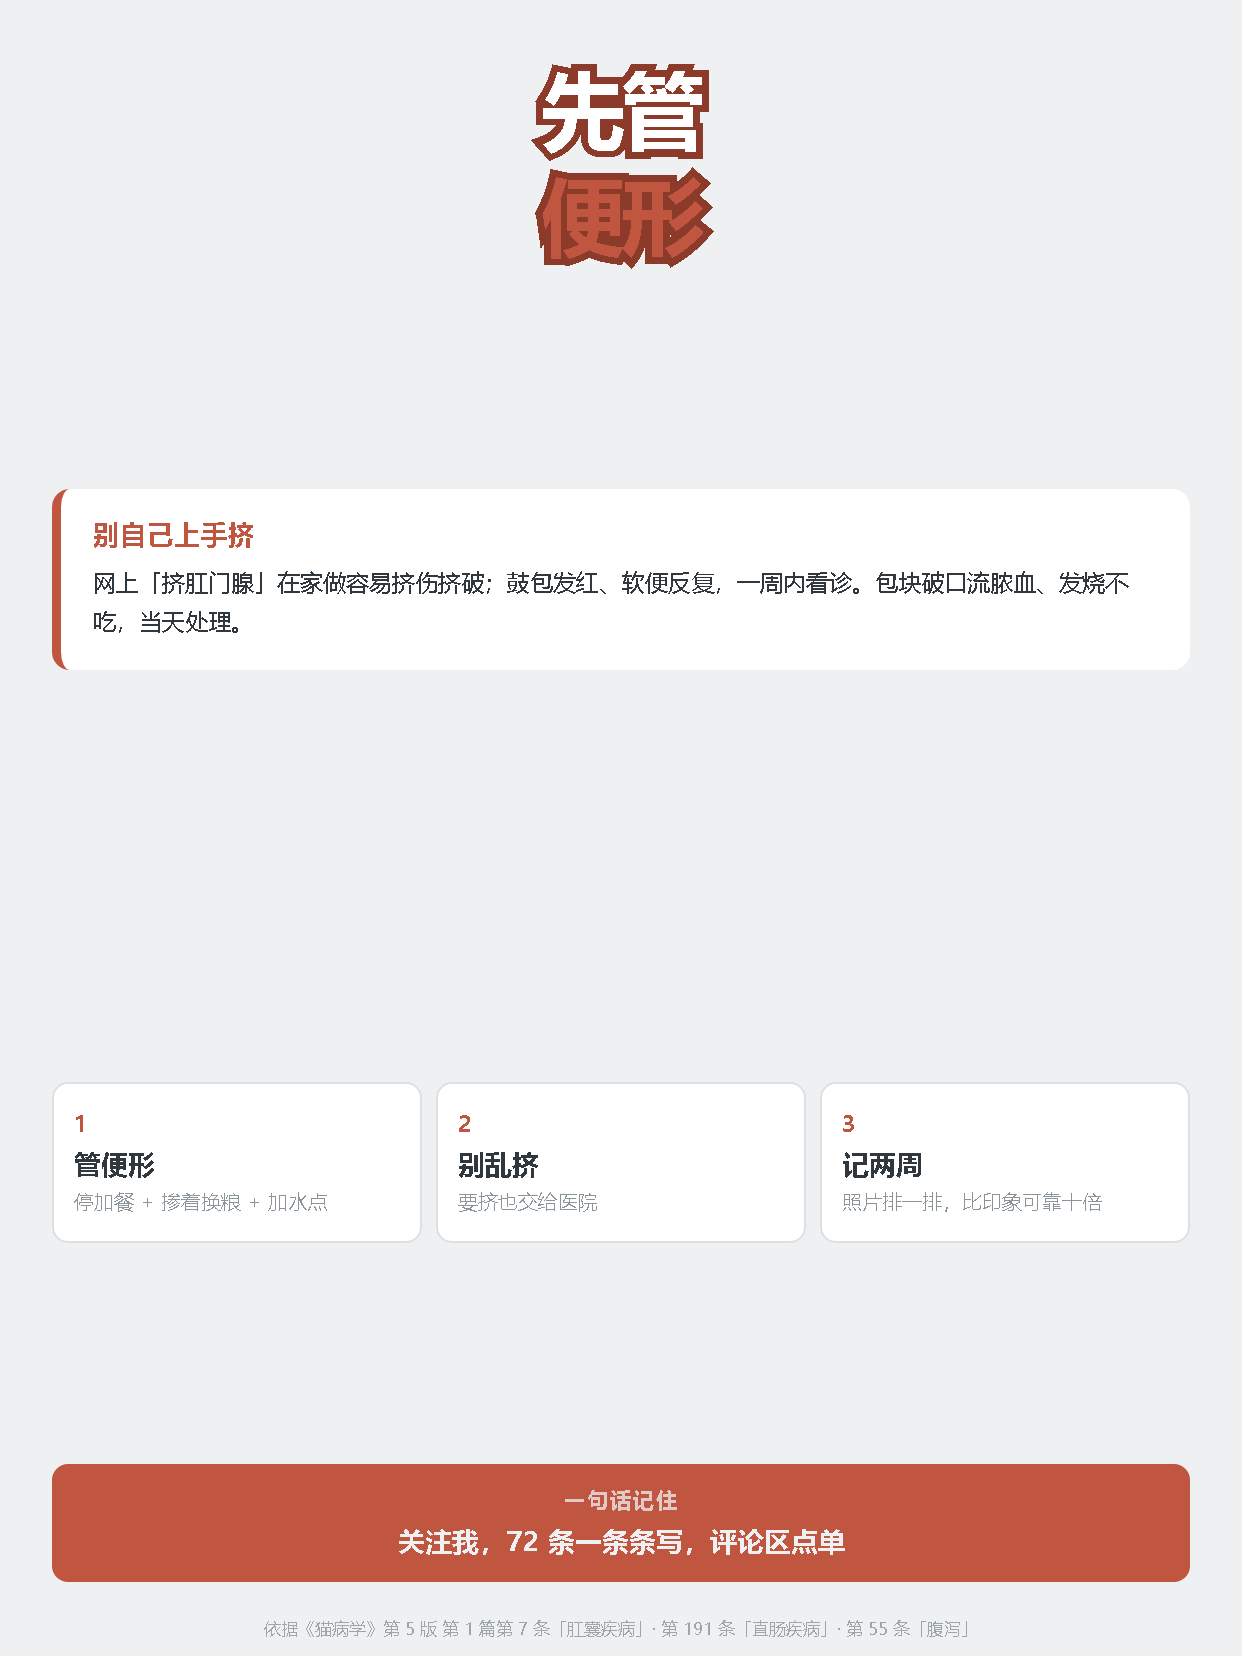 先管
便形
别自己上手挤
网上「挤肛门腺」在家做容易挤伤挤破；鼓包发红、软便反复，一周内看诊。包块破口流脓血、发烧不
吃，当天处理。
1
管便形
停加餐 + 掺着换粮 + 加水点
2
别乱挤
要挤也交给医院
3
记两周
照片排一排，比印象可靠十倍
一句话记住
关注我，72 条一条条写，评论区点单
依据《猫病学》第 5 版 第 1 篇第 7 条「肛囊疾病」· 第 191 条「直肠疾病」· 第 55 条「腹泻」